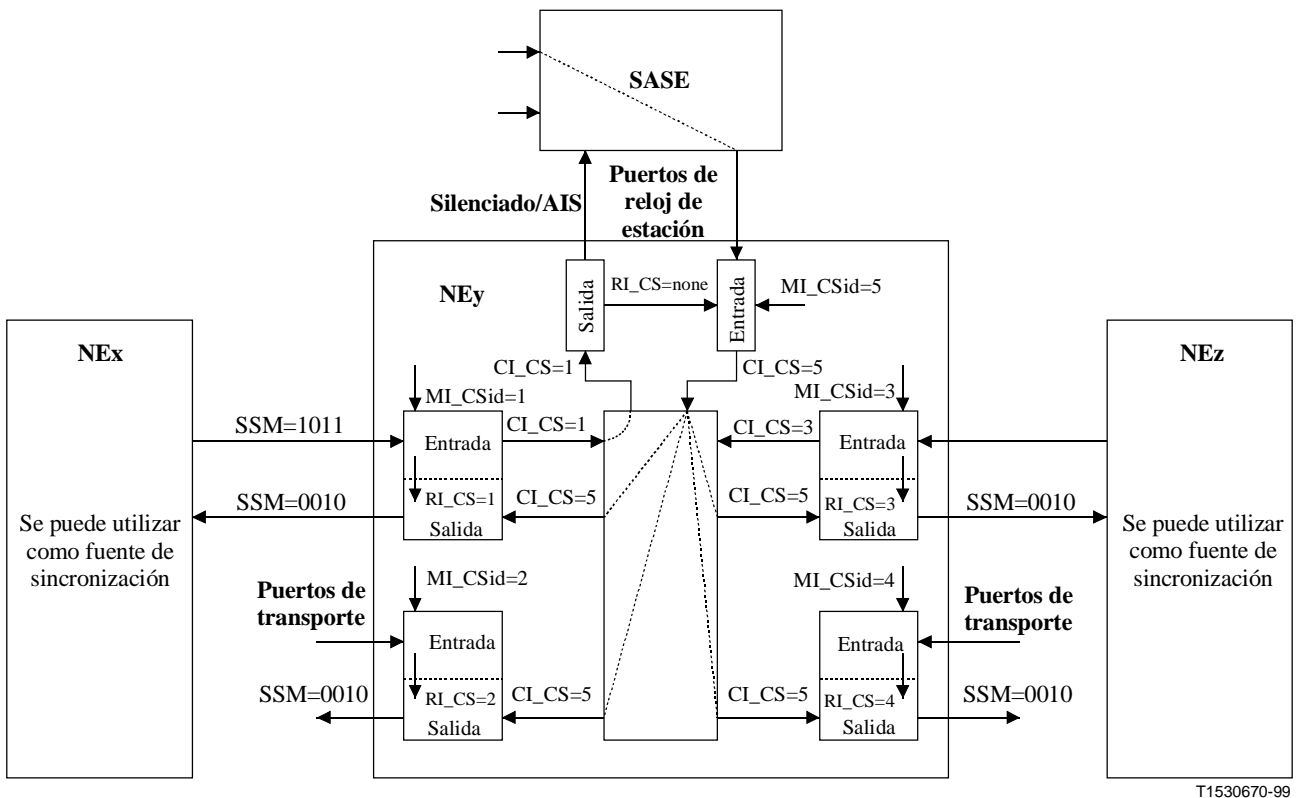 SASE
Puertos de
reloj de
estación
Silenciado/AIS
NEy
Salida
RI_CS=none
Entrada
MI_CSid=5
CI_CS=1
CI_CS=5
NEx
Se puede utilizar
como fuente de
sincronización
NEz
Se puede utilizar
como fuente de
sincronización
MI_CSid=1
SSM=1011
Entrada
CI_CS=1
SSM=0010
RI_CS=1
Salida
CI_CS=5
MI_CSid=3
CI_CS=3
Entrada
CI_CS=5
RI_CS=3
Salida
SSM=0010
Puertos de
transporte
MI_CSid=2
Entrada
SSM=0010
RI_CS=2
Salida
CI_CS=5
MI_CSid=4
Puertos de
transporte
Entrada
CI_CS=5
RI_CS=4
Salida
SSM=0010
T1530670-99